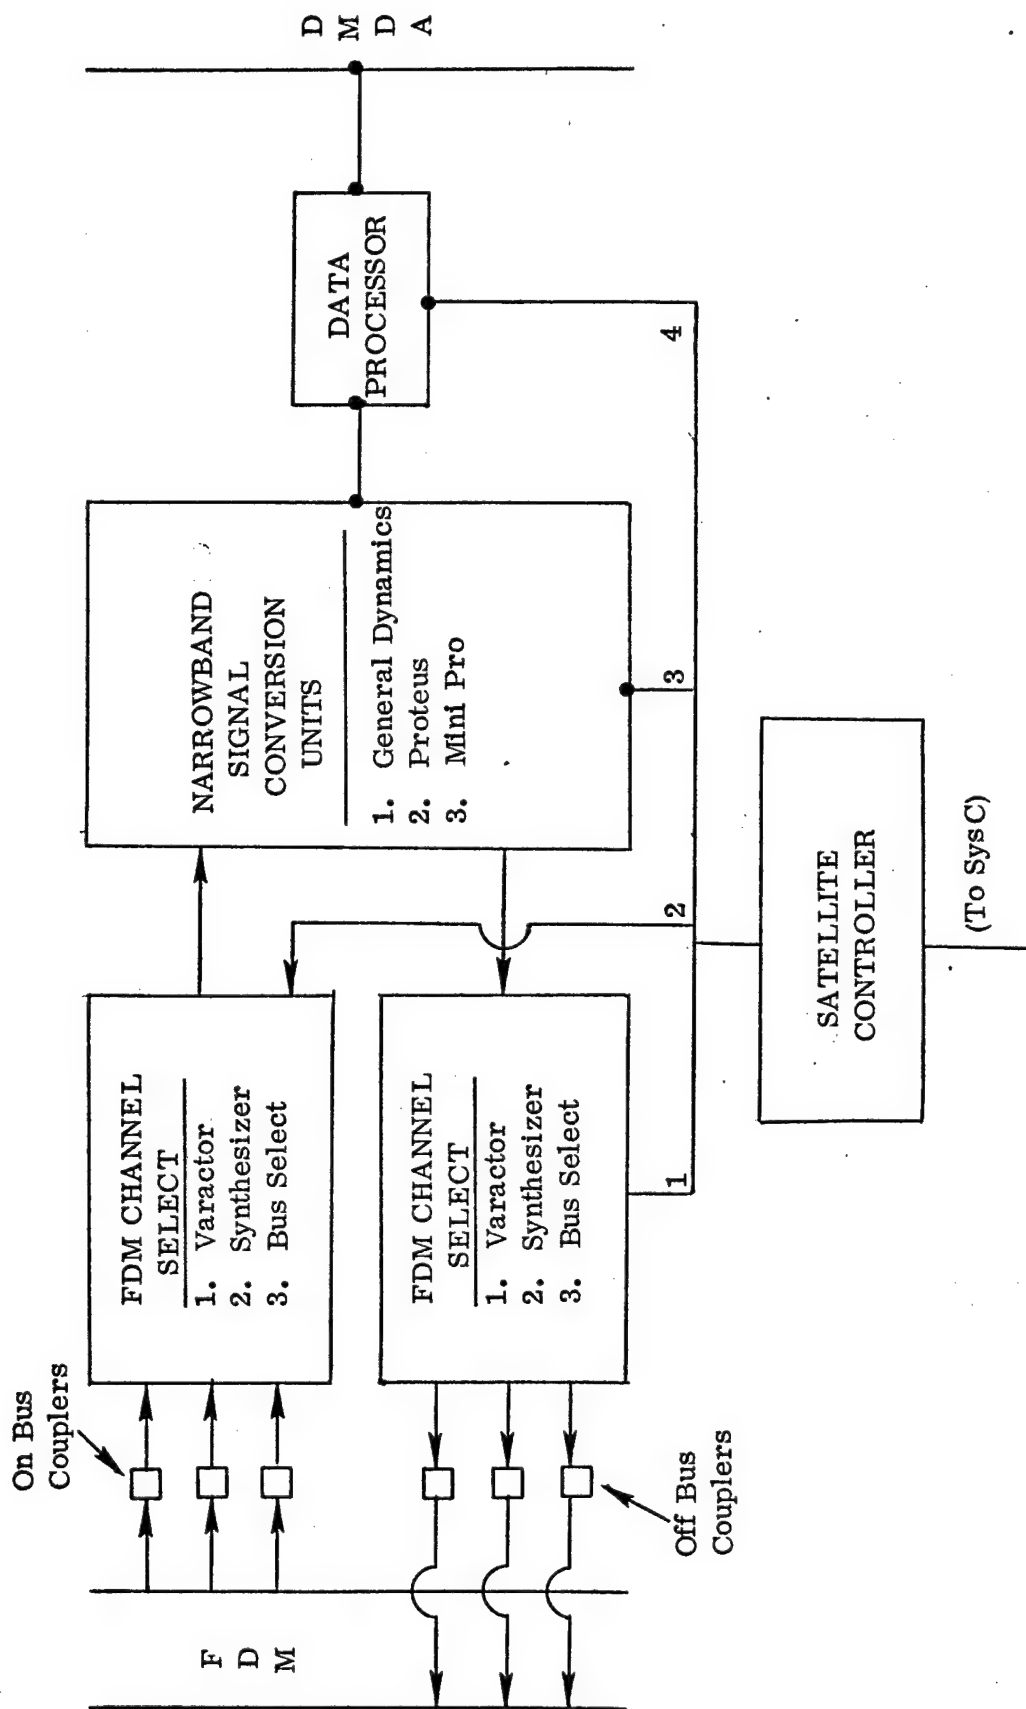 On Bus
Couplers
F
D
M
FDM CHANNEL
SELECT
1. Varactor
2. Synthesizer
3. Bus Select
FDM CHANNEL
SELECT
1. Varactor
2. Synthesizer
3. Bus Select
Off Bus
Couplers
NARROWBAND
SIGNAL
CONVERSION
UNITS
1. General Dynamics
2. Proteus
3. Mini Pro
DATA
PROCESSOR
D
M
D
A
1
2
3
4
SATELLITE
CONTROLLER
(To SysC)